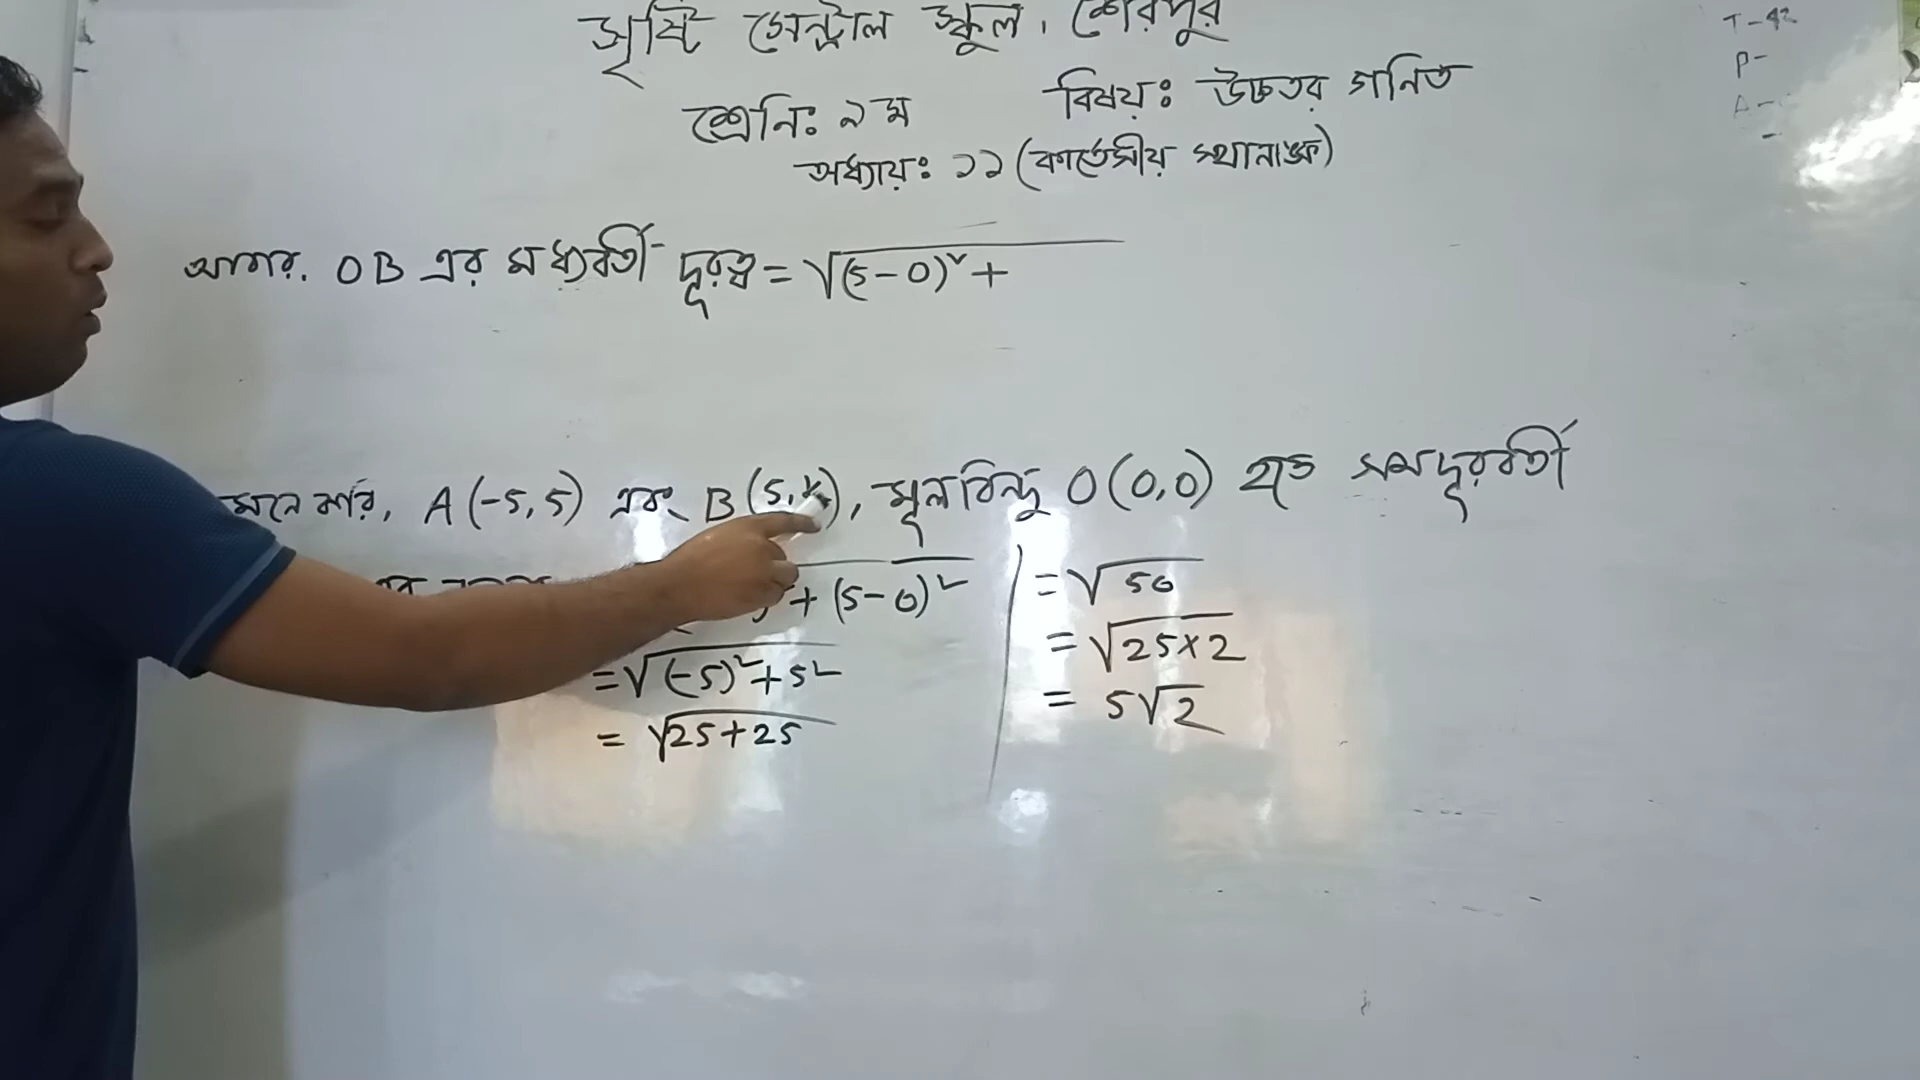 সৃষ্টি সেন্ট্রাল স্কুল, শেরপুর
T-42
P-
শ্রেনিঃ ৯ম বিষয়ঃ উচ্চতর গনিত
A-
অধ্যায়ঃ ১১ (কার্তেসীয় স্থানাঙ্ক)
আবার, OB এর মধ্যবর্তী দূরত্ব = √(5-0)² +
মনে করি, A(-5, 5) এবং B(5, ), মূলবিন্দু O(0,0) হতে সমদূরবর্তী
+ (5-0)²
= √(-5)² + 5²
= √25+25
= √50
= √25×2
= 5√2